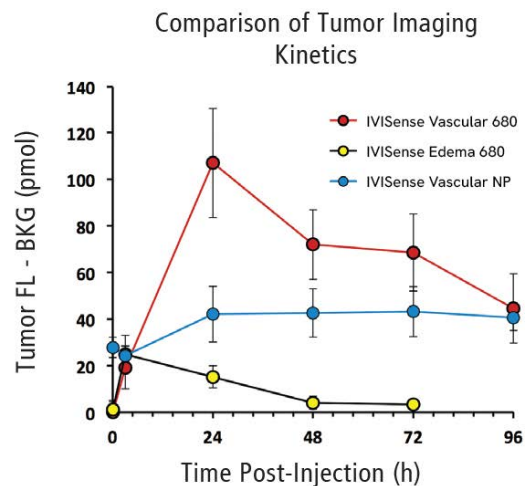 Comparison of Tumor Imaging
Kinetics
Tumor FL - BKG (pmol)
140
120
100
80
60
40
20
0
IVISense Vascular 680
IVISense Edema 680
IVISense Vascular NP
0 24 48 72 96
Time Post-Injection (h)